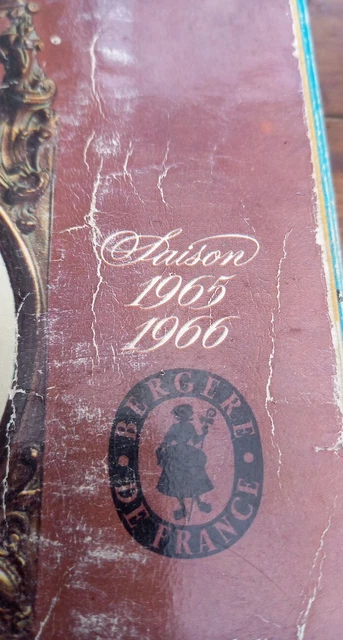 Saison
1965
1966
BERGERE
DE FRANCE